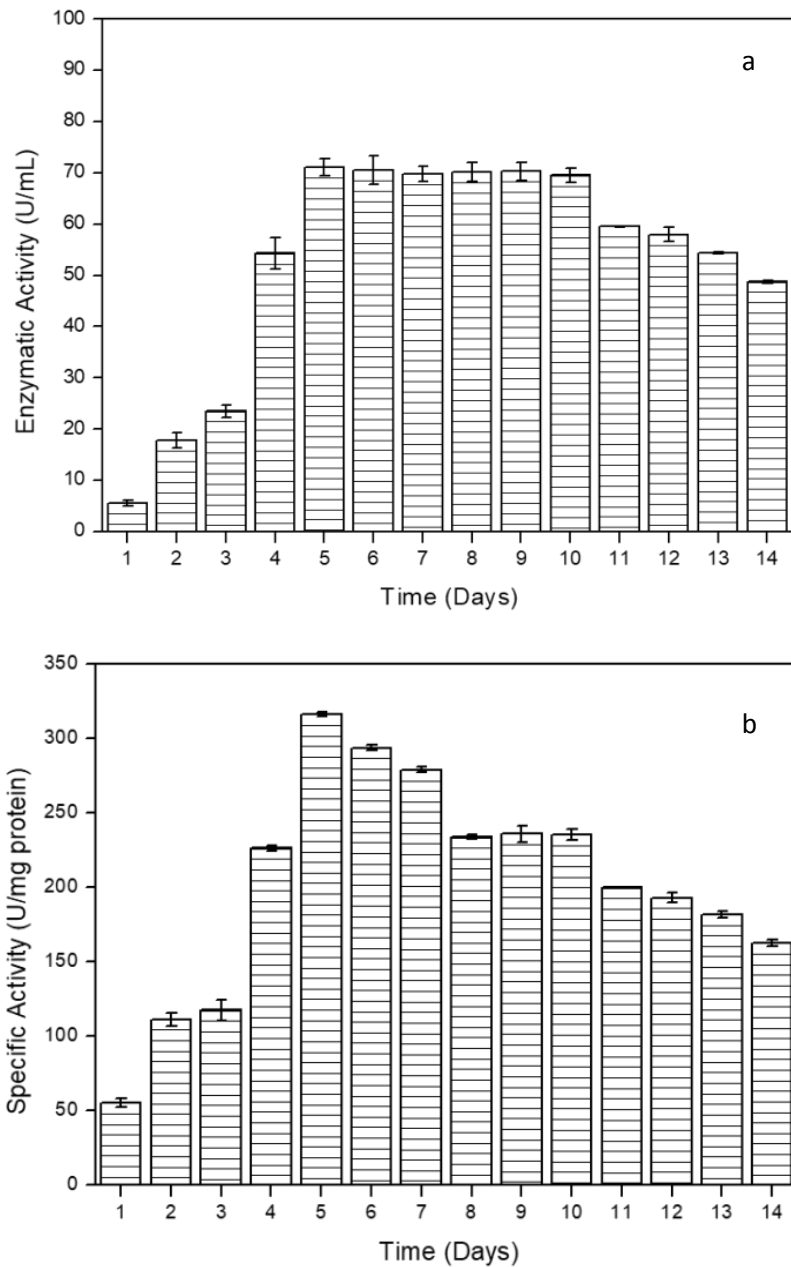 a
Enzymatic Activity (U/mL)
100
90
80
70
60
50
40
30
20
10
0
1 2 3 4 5 6 7 8 9 10 11 12 13 14
Time (Days)
b
Specific Activity (U/mg protein)
350
300
250
200
150
100
50
0
1 2 3 4 5 6 7 8 9 10 11 12 13 14
Time (Days)